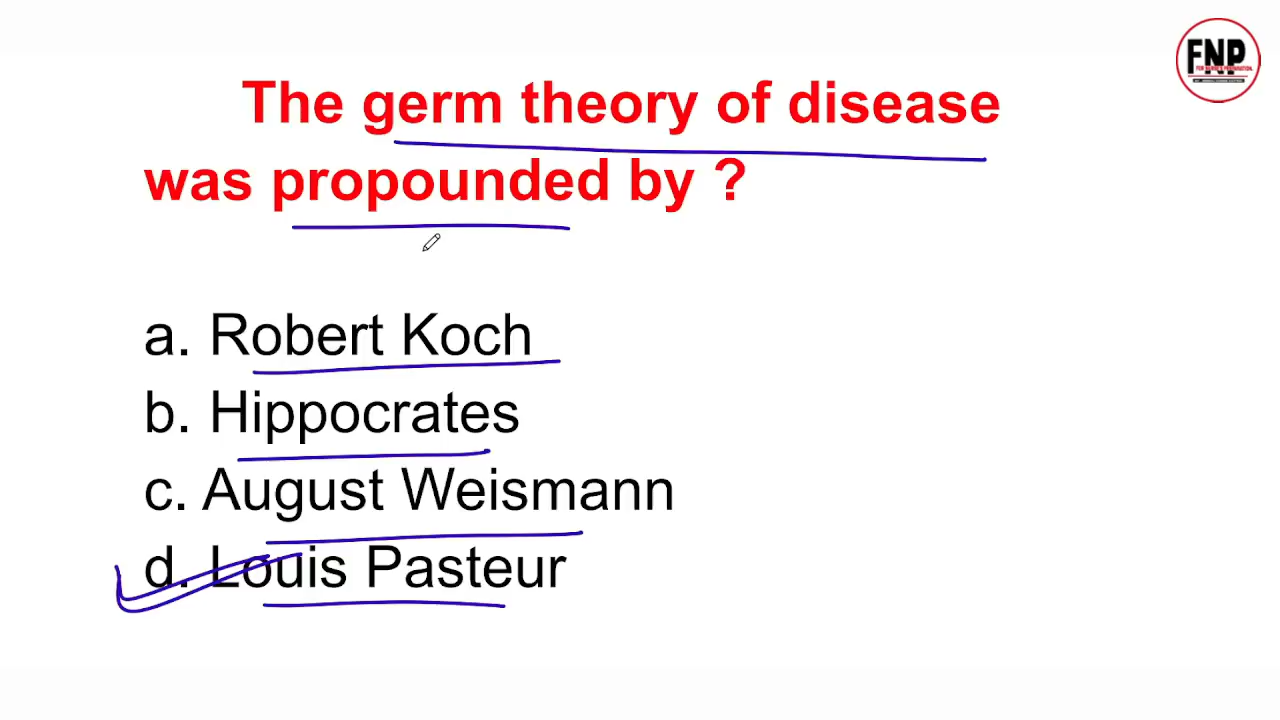 FNP
The germ theory of disease
was propounded by ?
a. Robert Koch
b. Hippocrates
c. August Weismann
d. Louis Pasteur